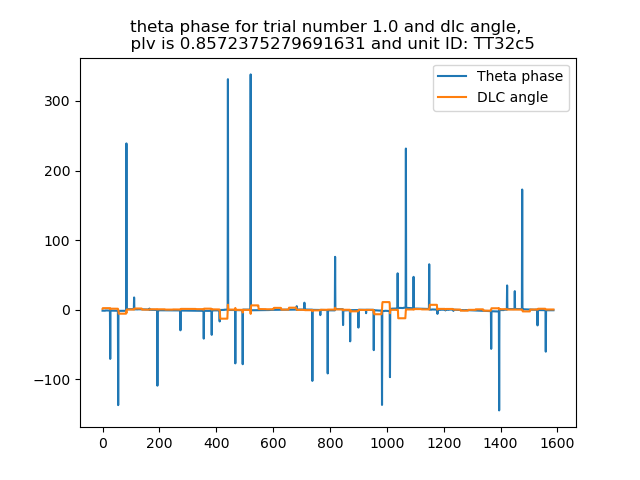 theta phase for trial number 1.0 and dlc angle,
plv is 0.8572375279691631 and unit ID: TT32c5
Theta phase
DLC angle
300
200
100
0
−100
0 200 400 600 800 1000 1200 1400 1600